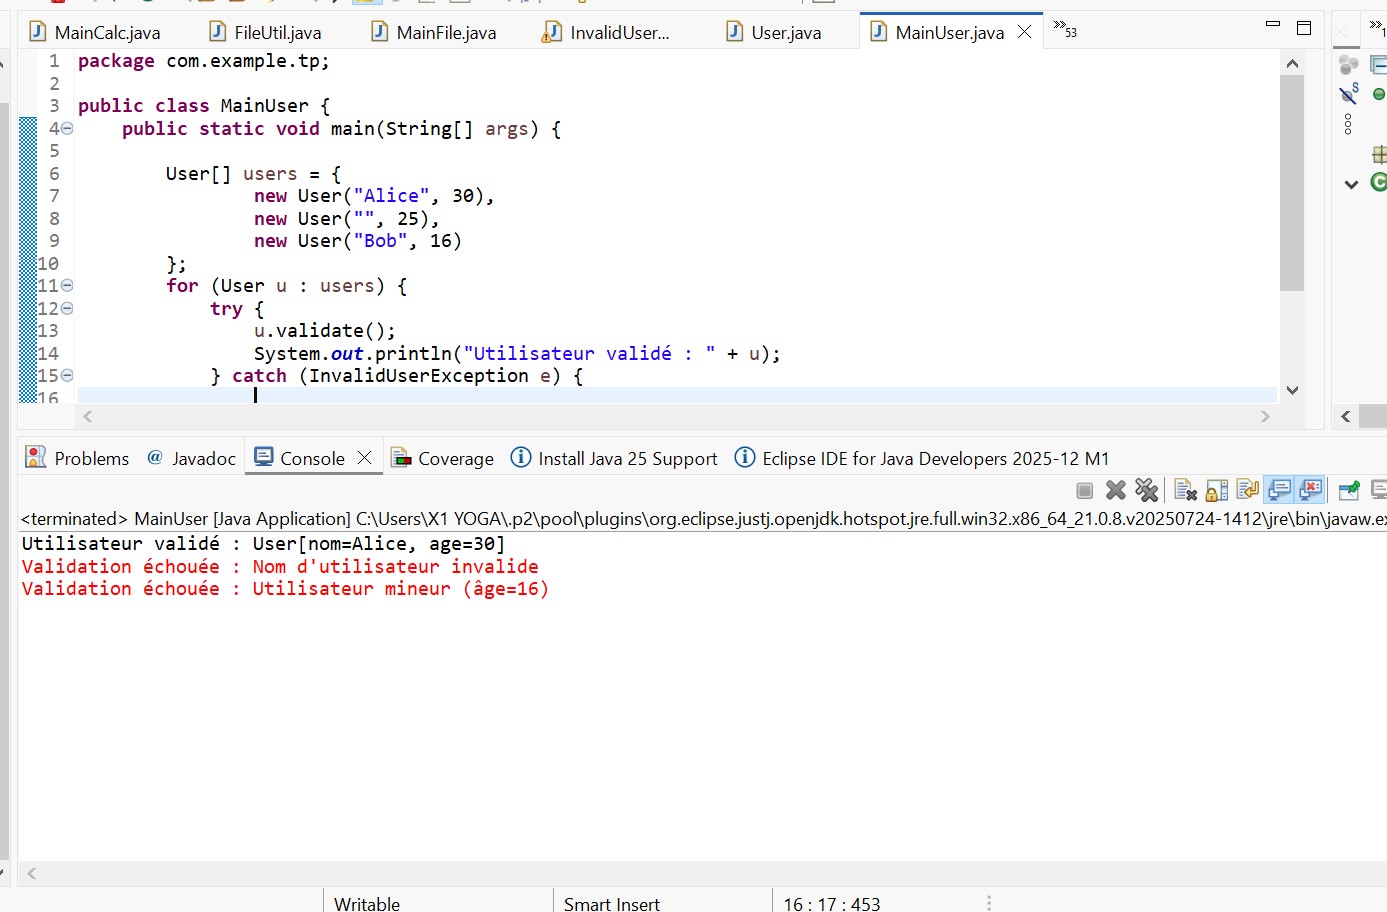 MainCalc.java FileUtil.java MainFile.java InvalidUser... User.java MainUser.java 53 1
1 package com.example.tp;
2
3 public class MainUser {
4 public static void main(String[] args) {
5
6 User[] users = {
7 new User("Alice", 30),
8 new User("", 25),
9 new User("Bob", 16)
10 };
11 for (User u : users) {
12 try {
13 u.validate();
14 System.out.println("Utilisateur validé : " + u);
15 } catch (InvalidUserException e) {
16
Problems @ Javadoc Console Coverage Install Java 25 Support Eclipse IDE for Java Developers 2025-12 M1
<terminated> MainUser [Java Application] C:\Users\X1 YOGA\.p2\pool\plugins\org.eclipse.justj.openjdk.hotspot.jre.full.win32.x86_64_21.0.8.v20250724-1412\jre\bin\javaw.ex
Utilisateur validé : User[nom=Alice, age=30]
Validation échouée : Nom d'utilisateur invalide
Validation échouée : Utilisateur mineur (âge=16)
Writable Smart Insert 16 : 17 : 453